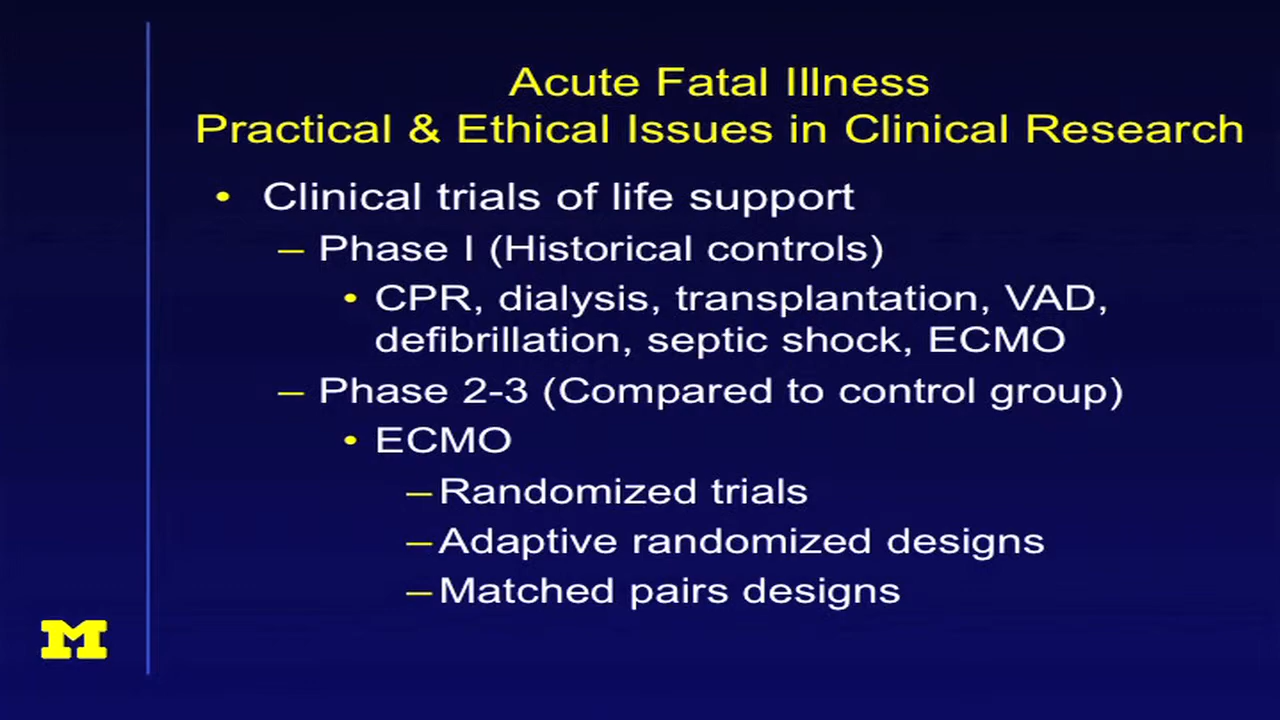 Acute Fatal Illness
Practical & Ethical Issues in Clinical Research
• Clinical trials of life support
– Phase I (Historical controls)
• CPR, dialysis, transplantation, VAD,
defibrillation, septic shock, ECMO
– Phase 2-3 (Compared to control group)
• ECMO
– Randomized trials
– Adaptive randomized designs
– Matched pairs designs
M